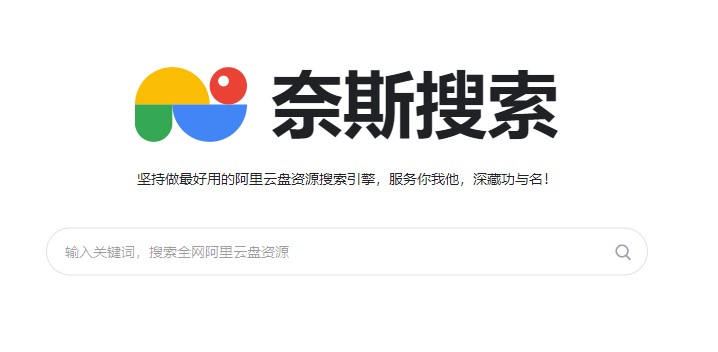 奈斯搜索
坚持做最好用的阿里云盘资源搜索引擎，服务你我他，深藏功与名！
输入关键词，搜索全网阿里云盘资源